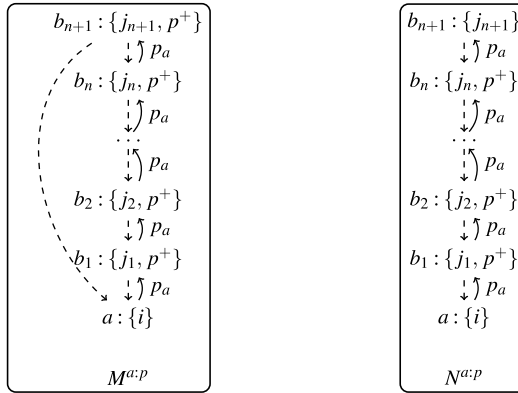 b_{n+1} : {j_{n+1}, p^+} b_{n+1} : {j_{n+1}}
p_a p_a
b_n : {j_n, p^+} b_n : {j_n, p^+}
p_a p_a
... ...
p_a p_a
b_2 : {j_2, p^+} b_2 : {j_2, p^+}
p_a p_a
b_1 : {j_1, p^+} b_1 : {j_1, p^+}
p_a p_a
a : {i} a : {i}
M^{a:p} N^{a:p}